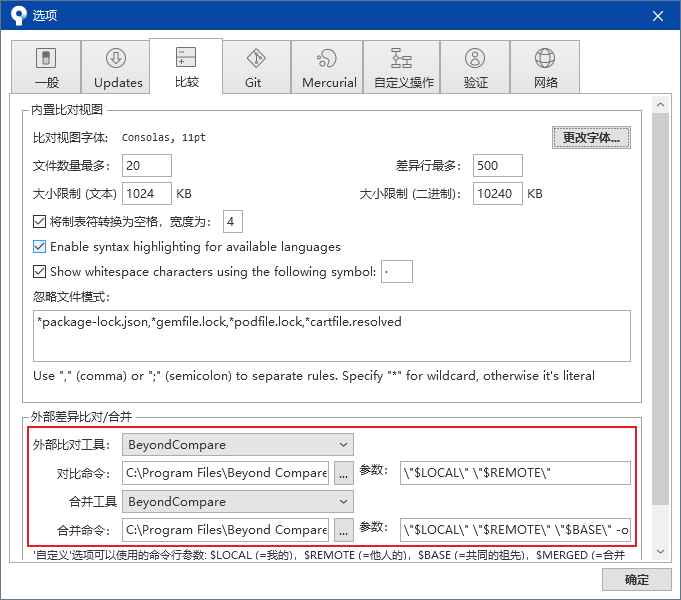 选项
一般 Updates 比较 Git Mercurial 自定义操作 验证 网络
内置比对视图
比对视图字体: Consolas, 11pt 更改字体...
文件数量最多: 20 差异行最多: 500
大小限制 (文本) 1024 KB 大小限制 (二进制): 10240 KB
将制表符转换为空格，宽度为: 4
Enable syntax highlighting for available languages
Show whitespace characters using the following symbol: ·
忽略文件模式:
*package-lock.json,*gemfile.lock,*podfile.lock,*cartfile.resolved
Use "," (comma) or ";" (semicolon) to separate rules. Specify "*" for wildcard, otherwise it's literal
外部差异比对/合并
外部比对工具: BeyondCompare
对比命令: C:\Program Files\Beyond Compare ... 参数: \"$LOCAL\" \"$REMOTE\"
合并工具 BeyondCompare
合并命令: C:\Program Files\Beyond Compare ... 参数: \"$LOCAL\" \"$REMOTE\" \"$BASE\" -o
'自定义'选项可以使用的命令行参数: $LOCAL (=我的)，$REMOTE (=他人的)，$BASE (=共同的祖先)，$MERGED (=合并
确定